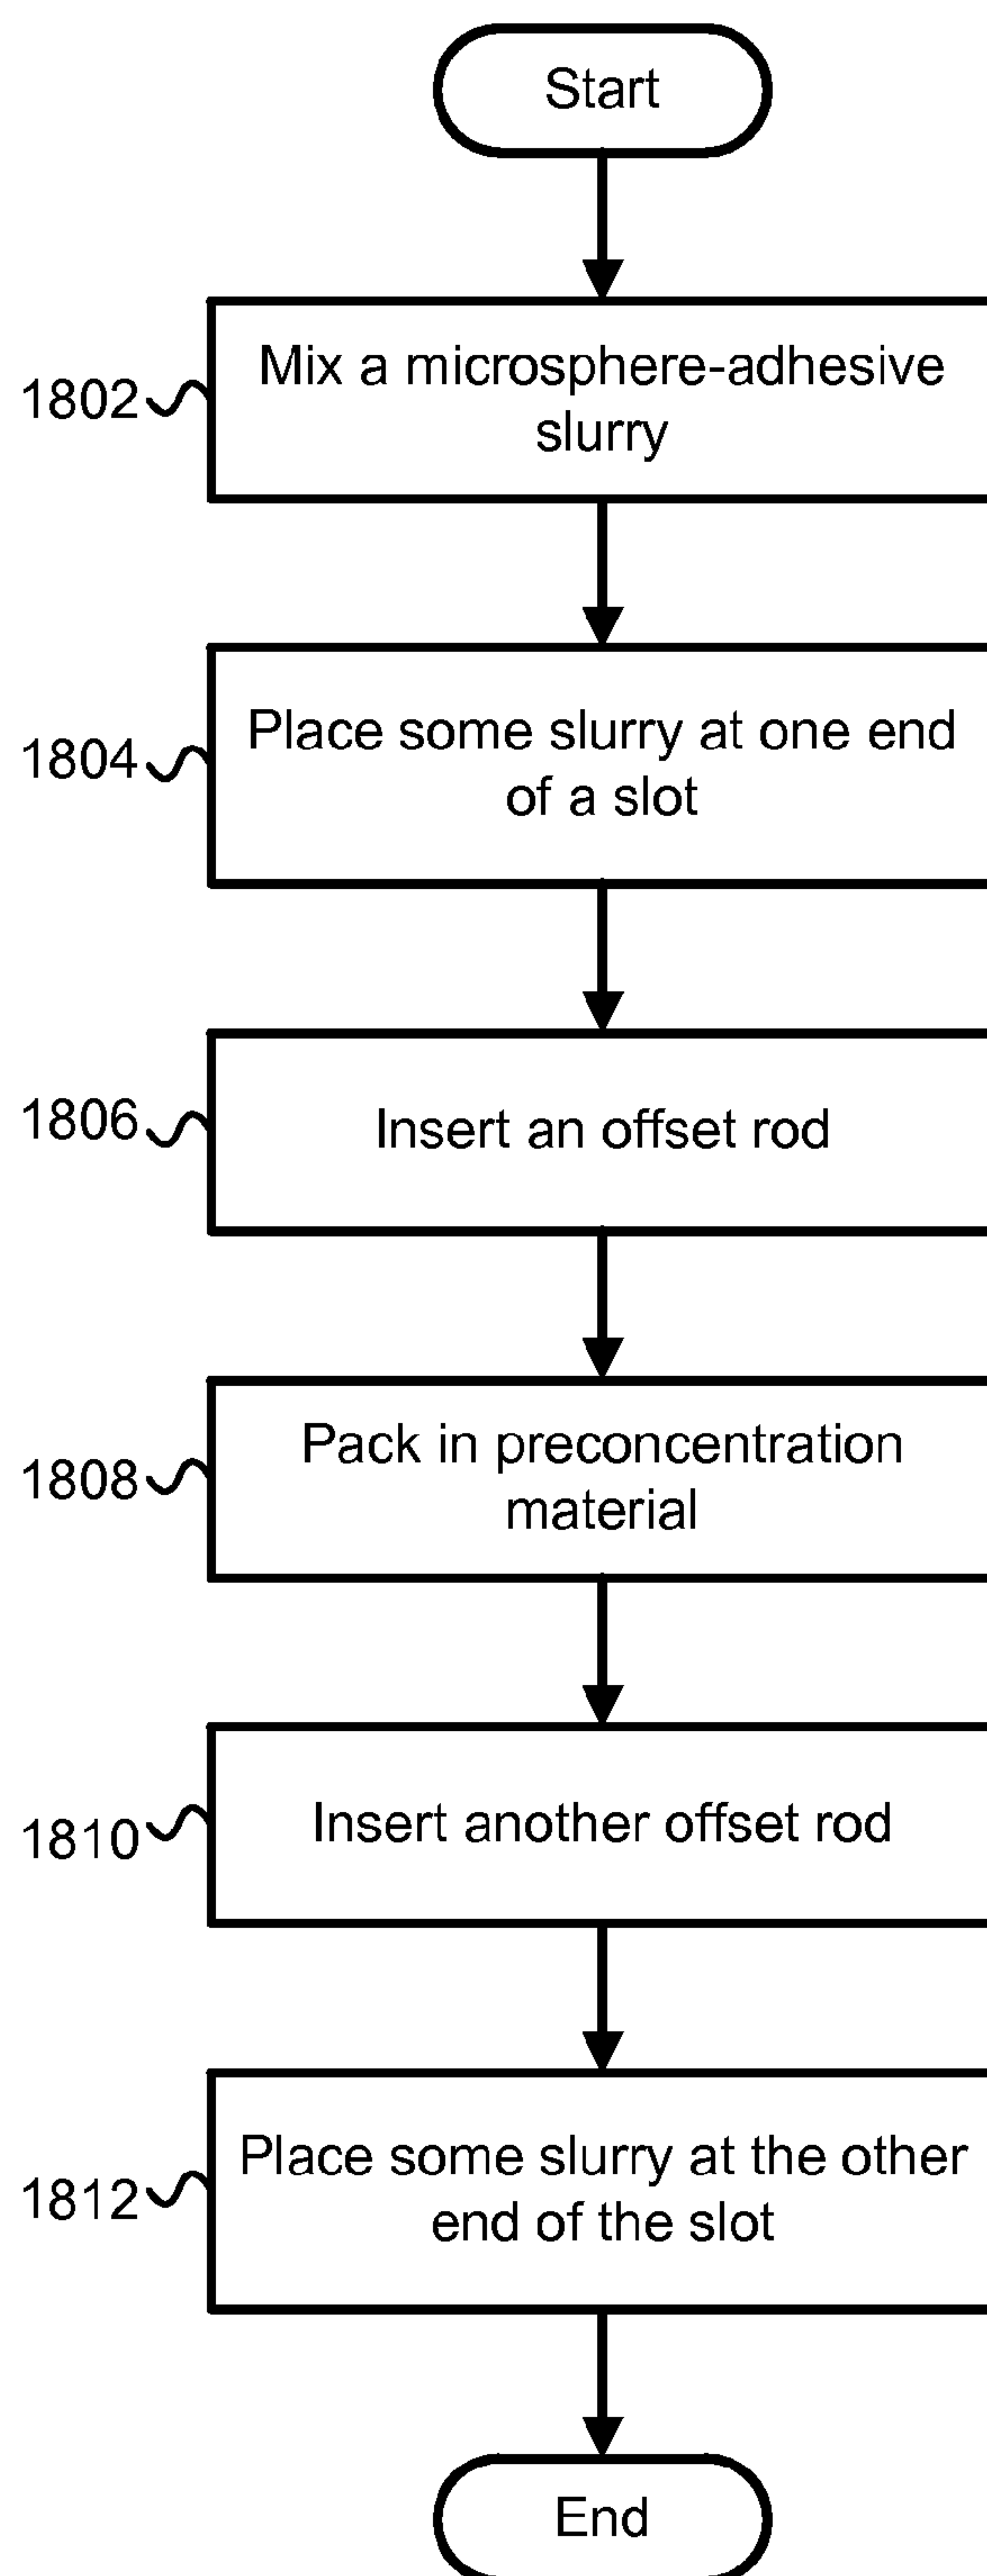 Start
1802
Mix a microsphere-adhesive
slurry
1804
Place some slurry at one end
of a slot
1806
Insert an offset rod
1808
Pack in preconcentration
material
1810
Insert another offset rod
1812
Place some slurry at the other
end of the slot
End